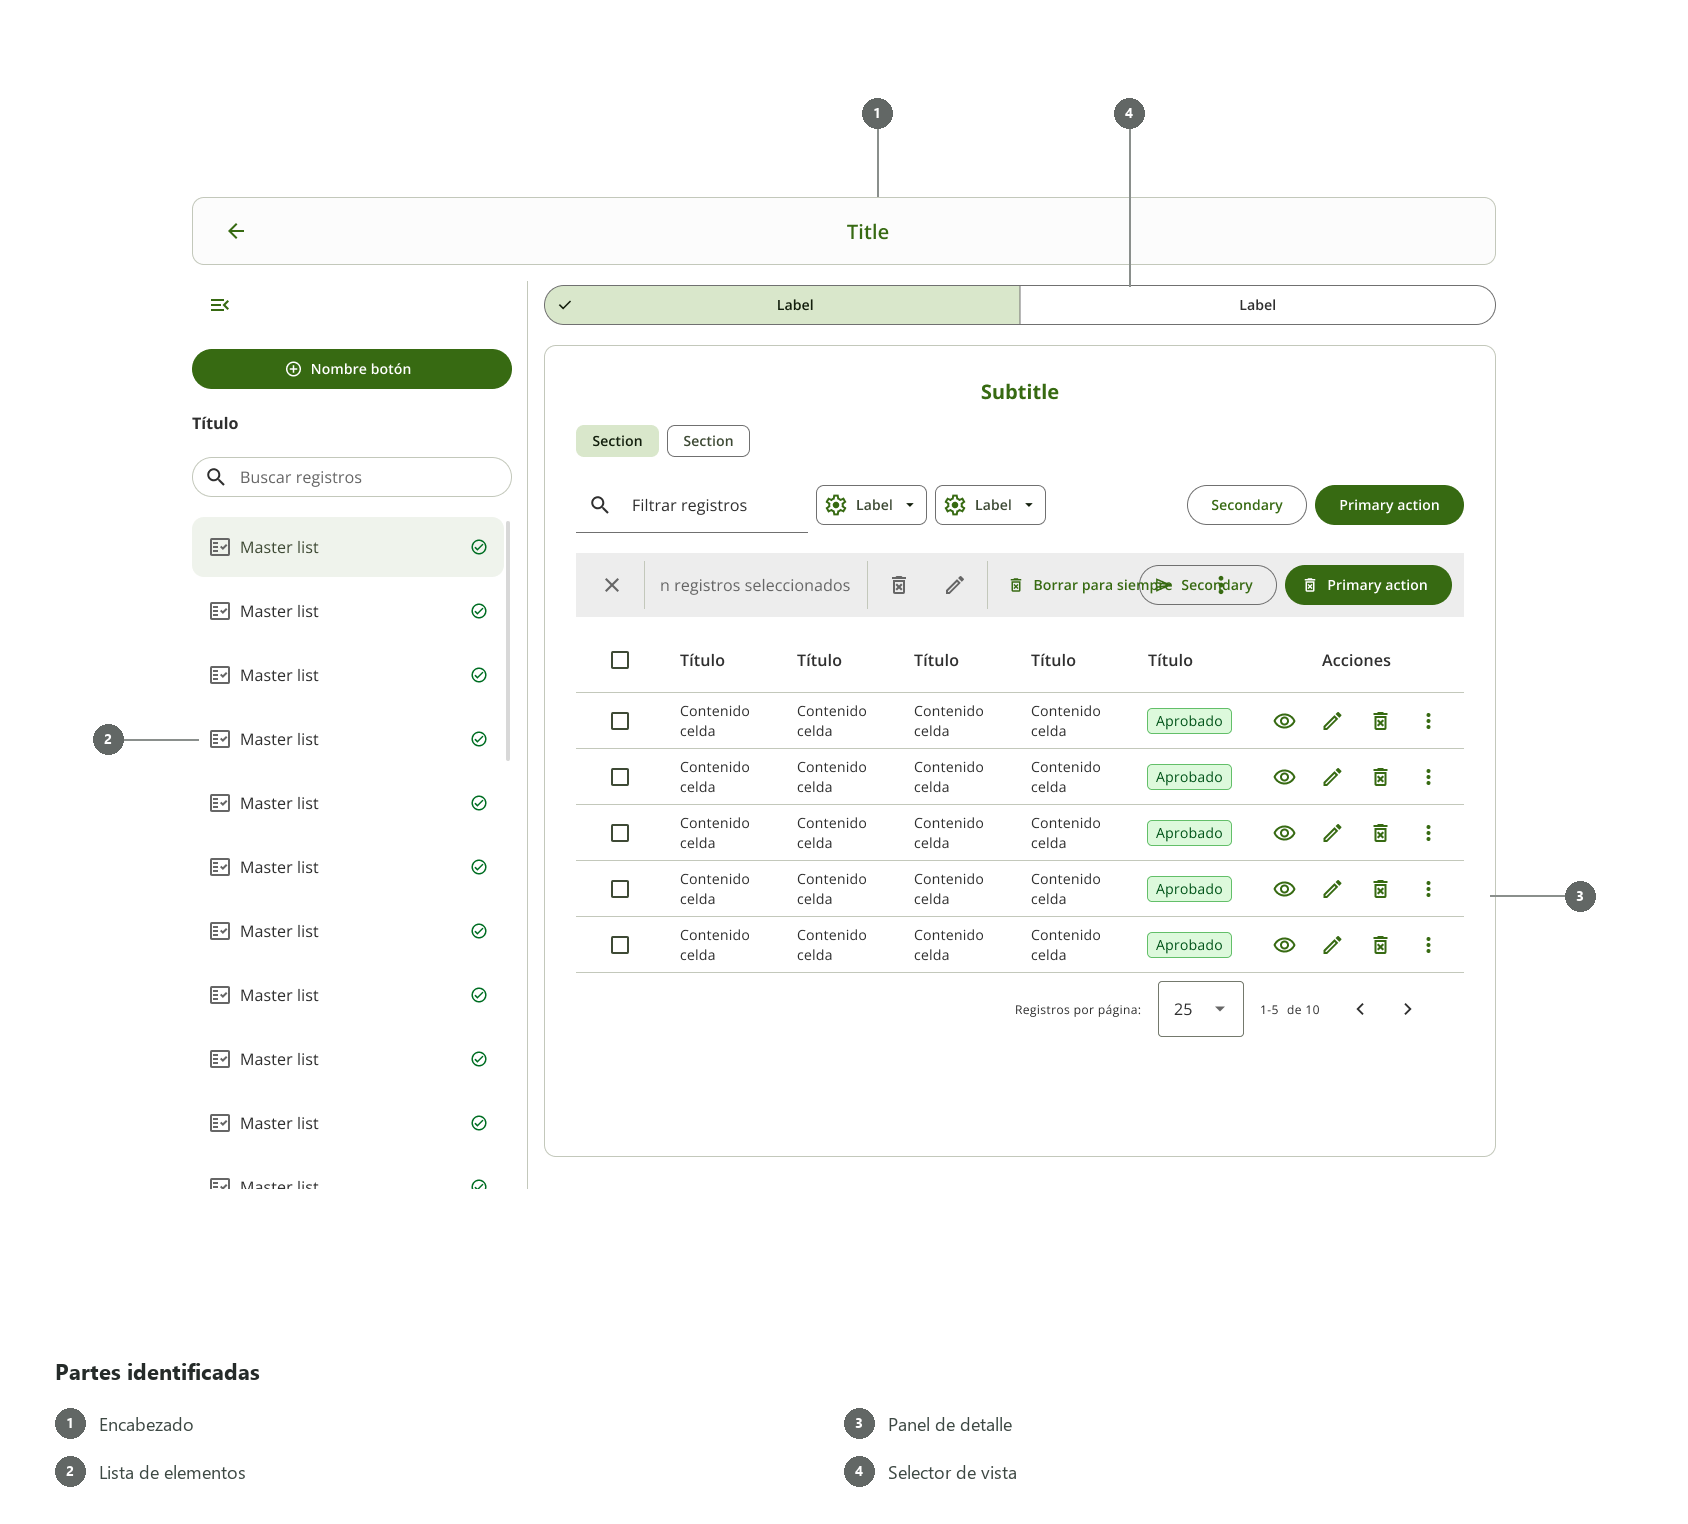 1
4
Title
Label
Label
Nombre botón
Título
Buscar registros
Master list
Master list
Master list
2
Master list
Master list
Master list
Master list
Master list
Master list
Master list
Master list
Subtitle
Section
Section
Filtrar registros
Label
Label
Secondary
Primary action
n registros seleccionados
Borrar para siempre
Secondary
Primary action
Título
Título
Título
Título
Título
Acciones
Contenido celda
Contenido celda
Contenido celda
Contenido celda
Aprobado
Contenido celda
Contenido celda
Contenido celda
Contenido celda
Aprobado
Contenido celda
Contenido celda
Contenido celda
Contenido celda
Aprobado
Contenido celda
Contenido celda
Contenido celda
Contenido celda
Aprobado
3
Contenido celda
Contenido celda
Contenido celda
Contenido celda
Aprobado
Registros por página:
25
1-5 de 10
Partes identificadas
1 Encabezado
2 Lista de elementos
3 Panel de detalle
4 Selector de vista